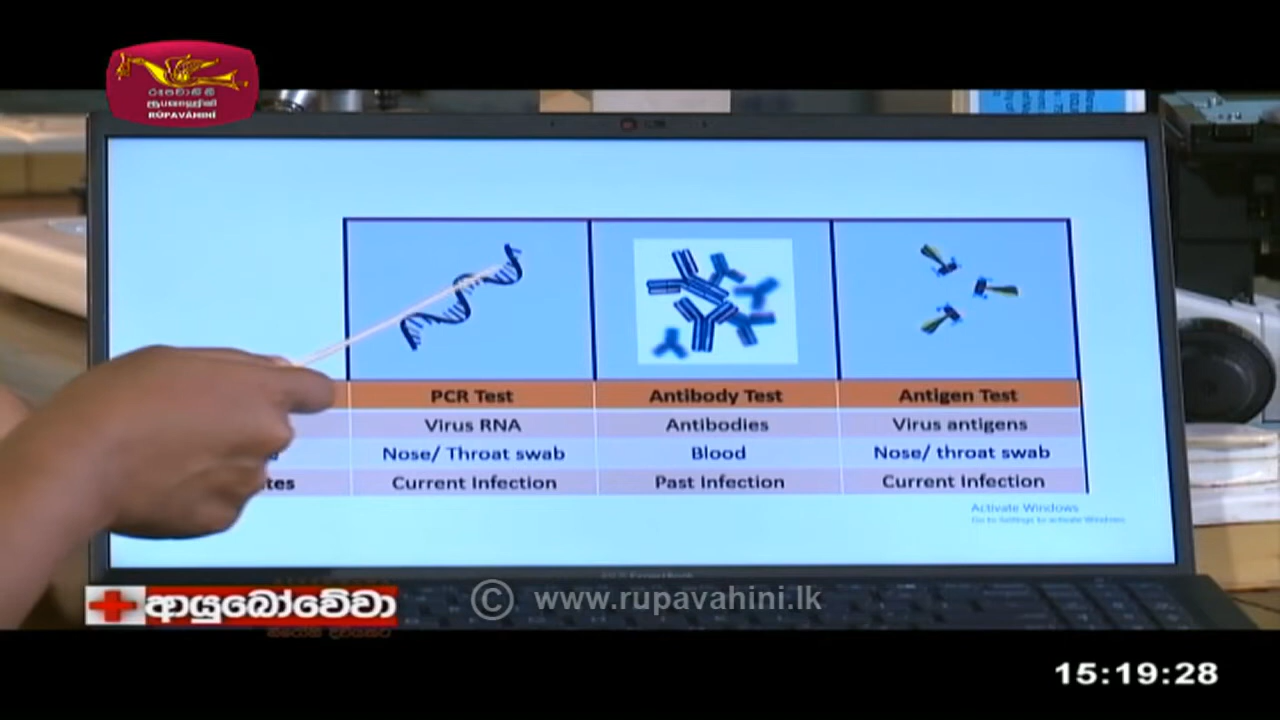 රූපවාහිනි
ரூபவாஹினி
RUPAVAHINI
PCR Test
Antibody Test
Antigen Test
Virus RNA
Antibodies
Virus antigens
Nose/ Throat swab
Blood
Nose/ throat swab
Current Infection
Past Infection
Current Infection
Activate Windows
Go to Settings to activate Windows.
ආයුබෝවේවා
© www.rupavahini.lk
15:19:28